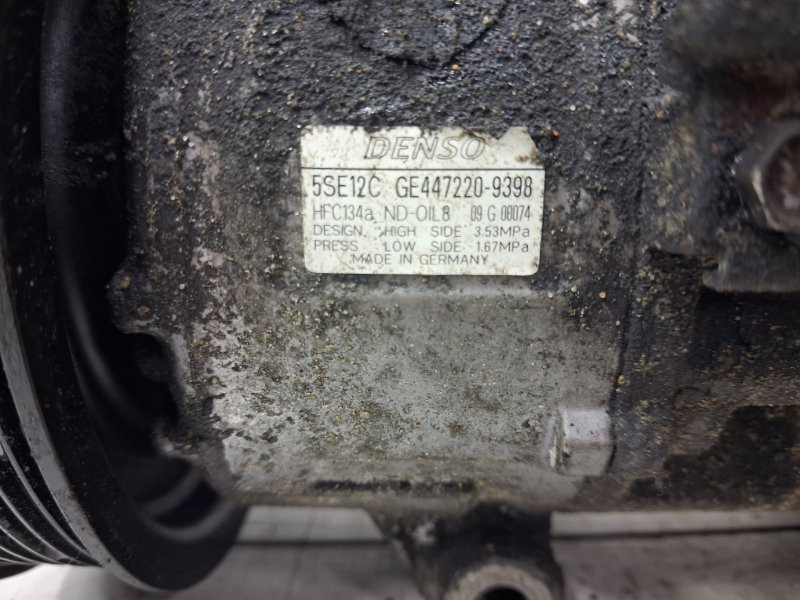 DENSO
5SE12C GE447220-9398
HFC134a ND-OIL8 09 G 08074
DESIGN. HIGH SIDE 3.53MPa
PRESS. LOW SIDE 1.67MPa
MADE IN GERMANY